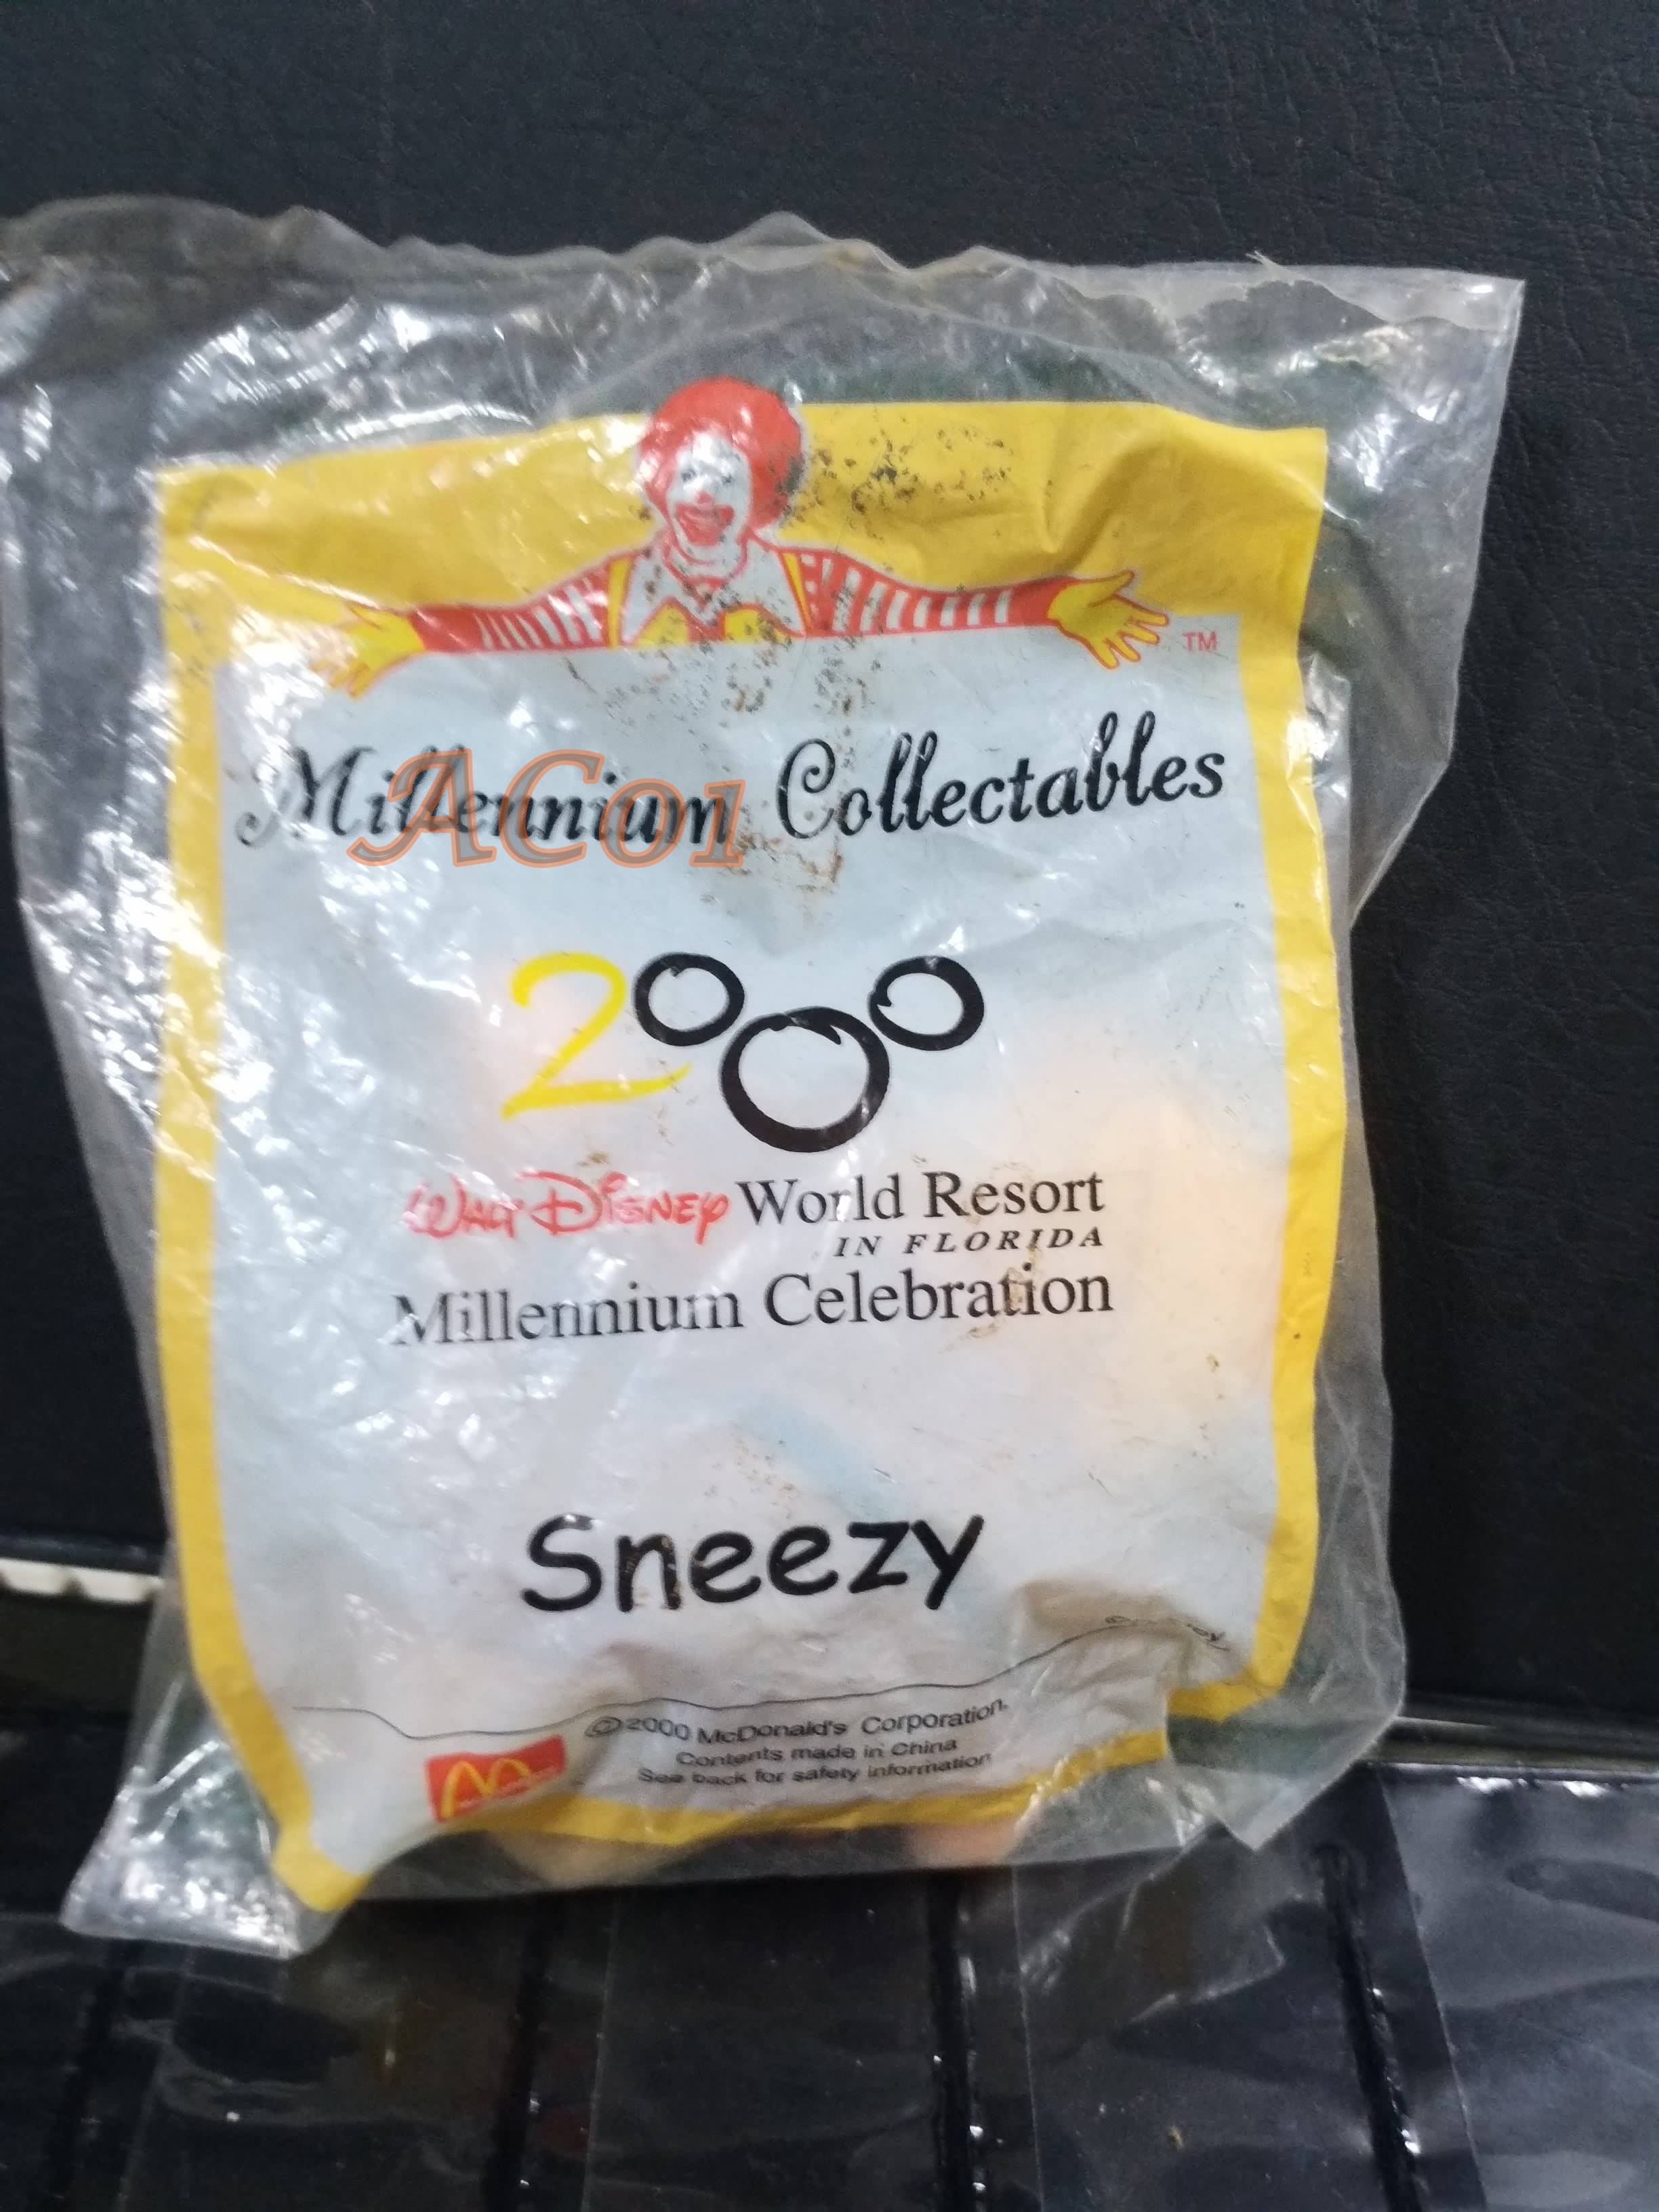 TM
Millennium Collectables
ACo1
2000
WALT DISNEY World Resort
IN FLORIDA
Millennium Celebration
Sneezy
©2000 McDonald's Corporation.
Contents made in China
See back for safety information